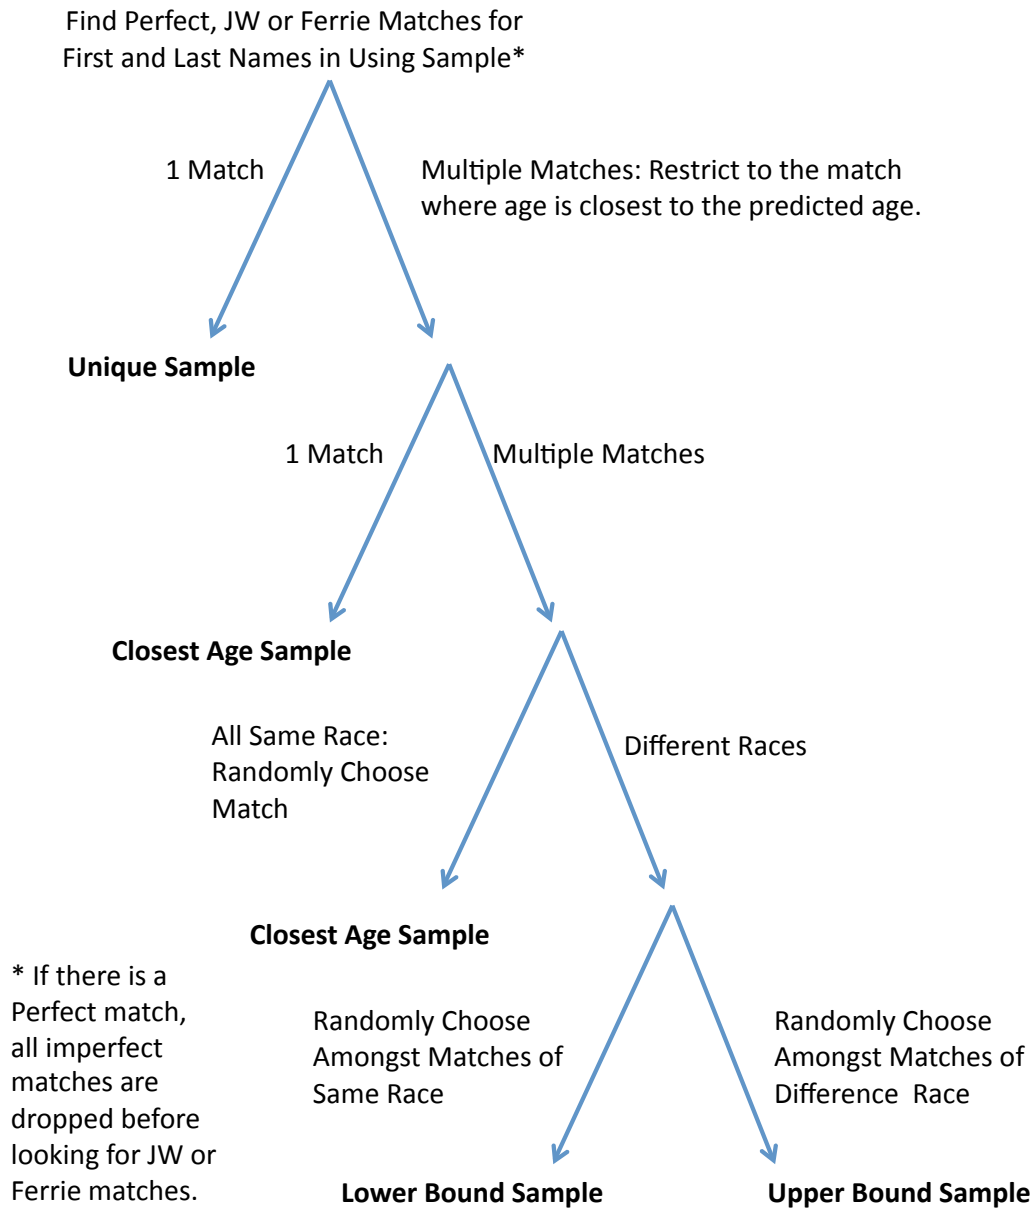 Find Perfect, JW or Ferrie Matches for
First and Last Names in Using Sample*
1 Match
Multiple Matches: Restrict to the match
where age is closest to the predicted age.
Unique Sample
1 Match
Multiple Matches
Closest Age Sample
All Same Race:
Randomly Choose
Match
Different Races
Closest Age Sample
* If there is a
Perfect match,
all imperfect
matches are
dropped before
looking for JW or
Ferrie matches.
Randomly Choose
Amongst Matches of
Same Race
Randomly Choose
Amongst Matches of
Difference  Race
Lower Bound Sample
Upper Bound Sample